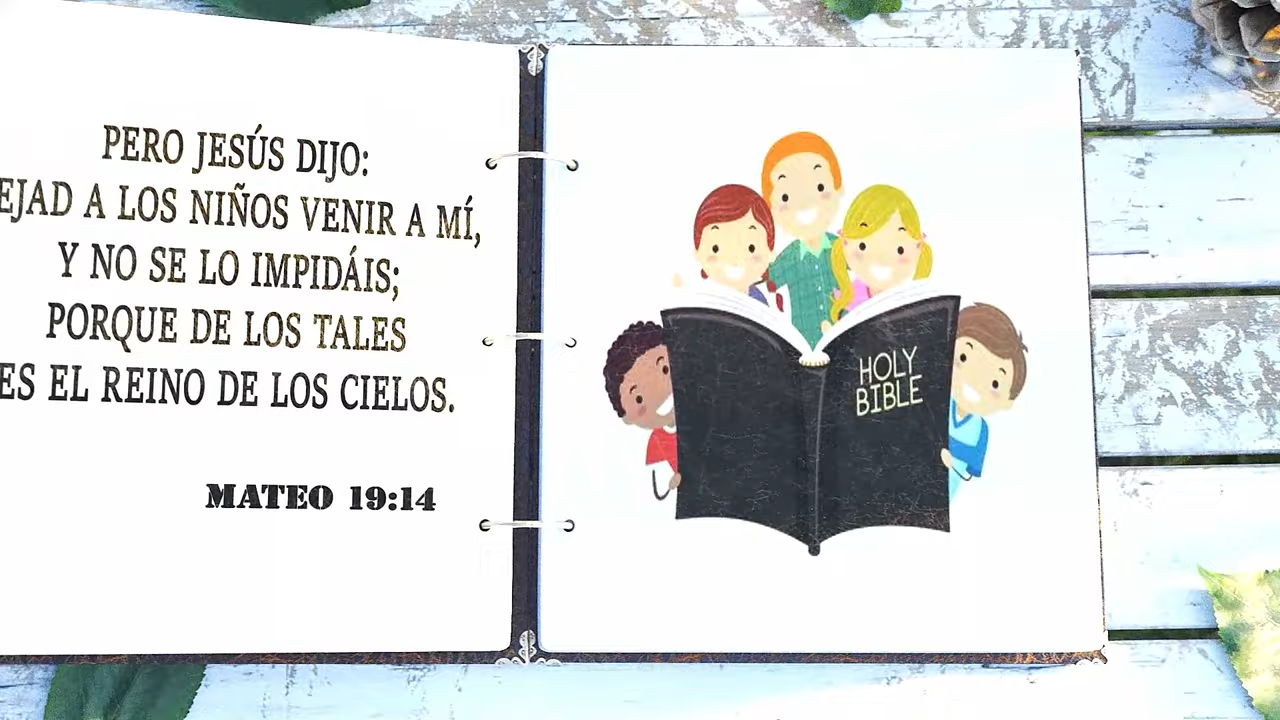 PERO JESÚS DIJO:
EJAD A LOS NIÑOS VENIR A MÍ,
Y NO SE LO IMPIDÁIS;
PORQUE DE LOS TALES
ES EL REINO DE LOS CIELOS.
MATEO 19:14
HOLY
BIBLE